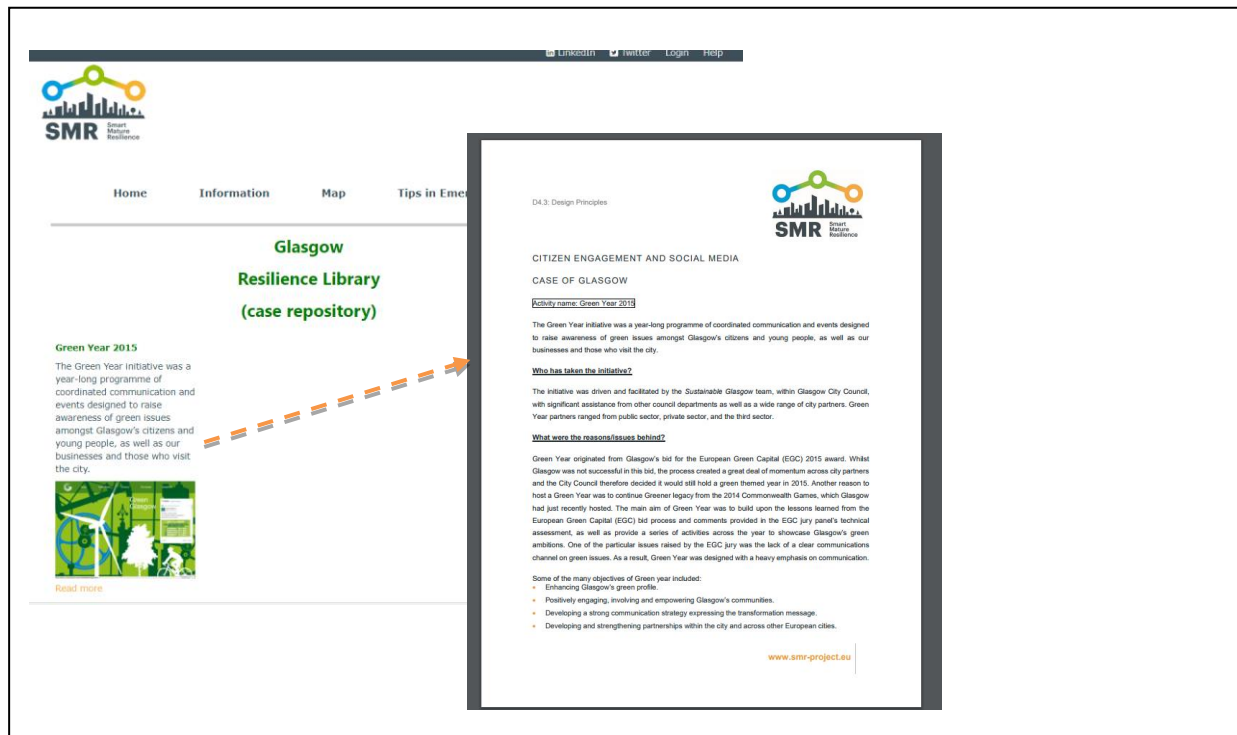 LinkedIn Twitter Login Help
SMR Smart
Mature
Resilience
Home Information Map Tips in Emer
Glasgow
Resilience Library
(case repository)
Green Year 2015
The Green Year initiative was a
year-long programme of
coordinated communication and
events designed to raise
awareness of green issues
amongst Glasgow's citizens and
young people, as well as our
businesses and those who visit
the city.
Green
Glasgow
Read more
D4.3: Design Principles
SMR Smart
Mature
Resilience
CITIZEN ENGAGEMENT AND SOCIAL MEDIA
CASE OF GLASGOW
Activity name: Green Year 2015
The Green Year initiative was a year-long programme of coordinated communication and events designed
to raise awareness of green issues amongst Glasgow's citizens and young people, as well as our
businesses and those who visit the city.
Who has taken the initiative?
The initiative was driven and facilitated by the Sustainable Glasgow team, within Glasgow City Council,
with significant assistance from other council departments as well as a wide range of city partners. Green
Year partners ranged from public sector, private sector, and the third sector.
What were the reasons/issues behind?
Green Year originated from Glasgow's bid for the European Green Capital (EGC) 2015 award. Whilst
Glasgow was not successful in this bid, the process created a great deal of momentum across city partners
and the City Council therefore decided it would still hold a green themed year in 2015. Another reason to
host a Green Year was to continue Greener legacy from the 2014 Commonwealth Games, which Glasgow
had just recently hosted. The main aim of Green Year was to build upon the lessons learned from the
European Green Capital (EGC) bid process and comments provided in the EGC jury panel's technical
assessment, as well as provide a series of activities across the year to showcase Glasgow's green
ambitions. One of the particular issues raised by the EGC jury was the lack of a clear communications
channel on green issues. As a result, Green Year was designed with a heavy emphasis on communication.
Some of the many objectives of Green year included:
• Enhancing Glasgow's green profile.
• Positively engaging, involving and empowering Glasgow's communities.
• Developing a strong communication strategy expressing the transformation message.
• Developing and strengthening partnerships within the city and across other European cities.
www.smr-project.eu